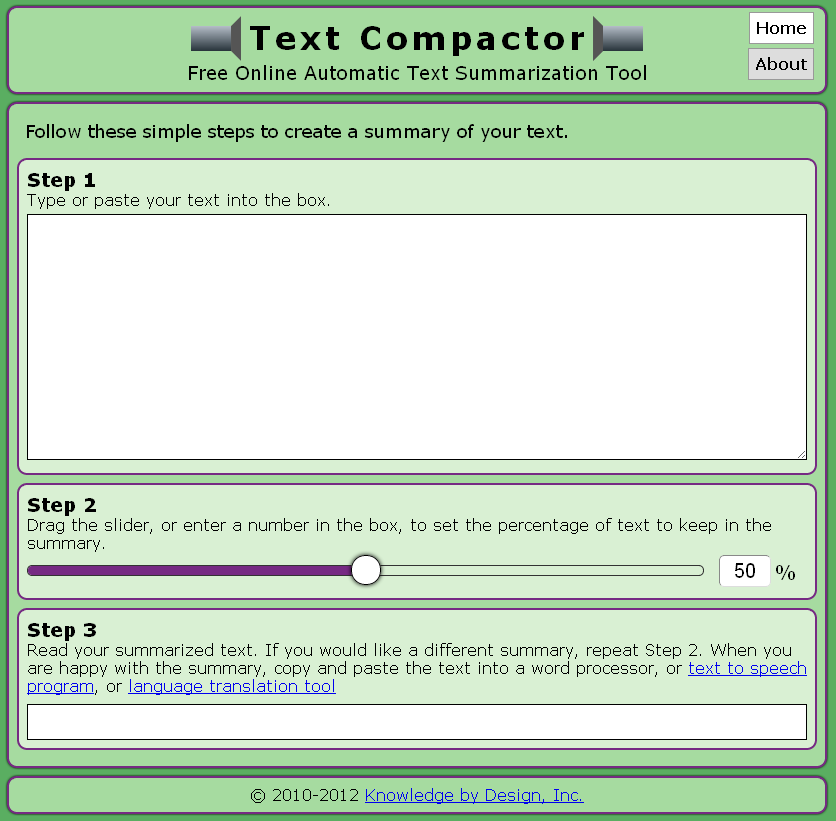 Text Compactor
Free Online Automatic Text Summarization Tool
Home
About
Follow these simple steps to create a summary of your text.
Step 1
Type or paste your text into the box.
Step 2
Drag the slider, or enter a number in the box, to set the percentage of text to keep in the
summary.
50 %
Step 3
Read your summarized text. If you would like a different summary, repeat Step 2. When you
are happy with the summary, copy and paste the text into a word processor, or text to speech
program, or language translation tool
© 2010-2012 Knowledge by Design, Inc.